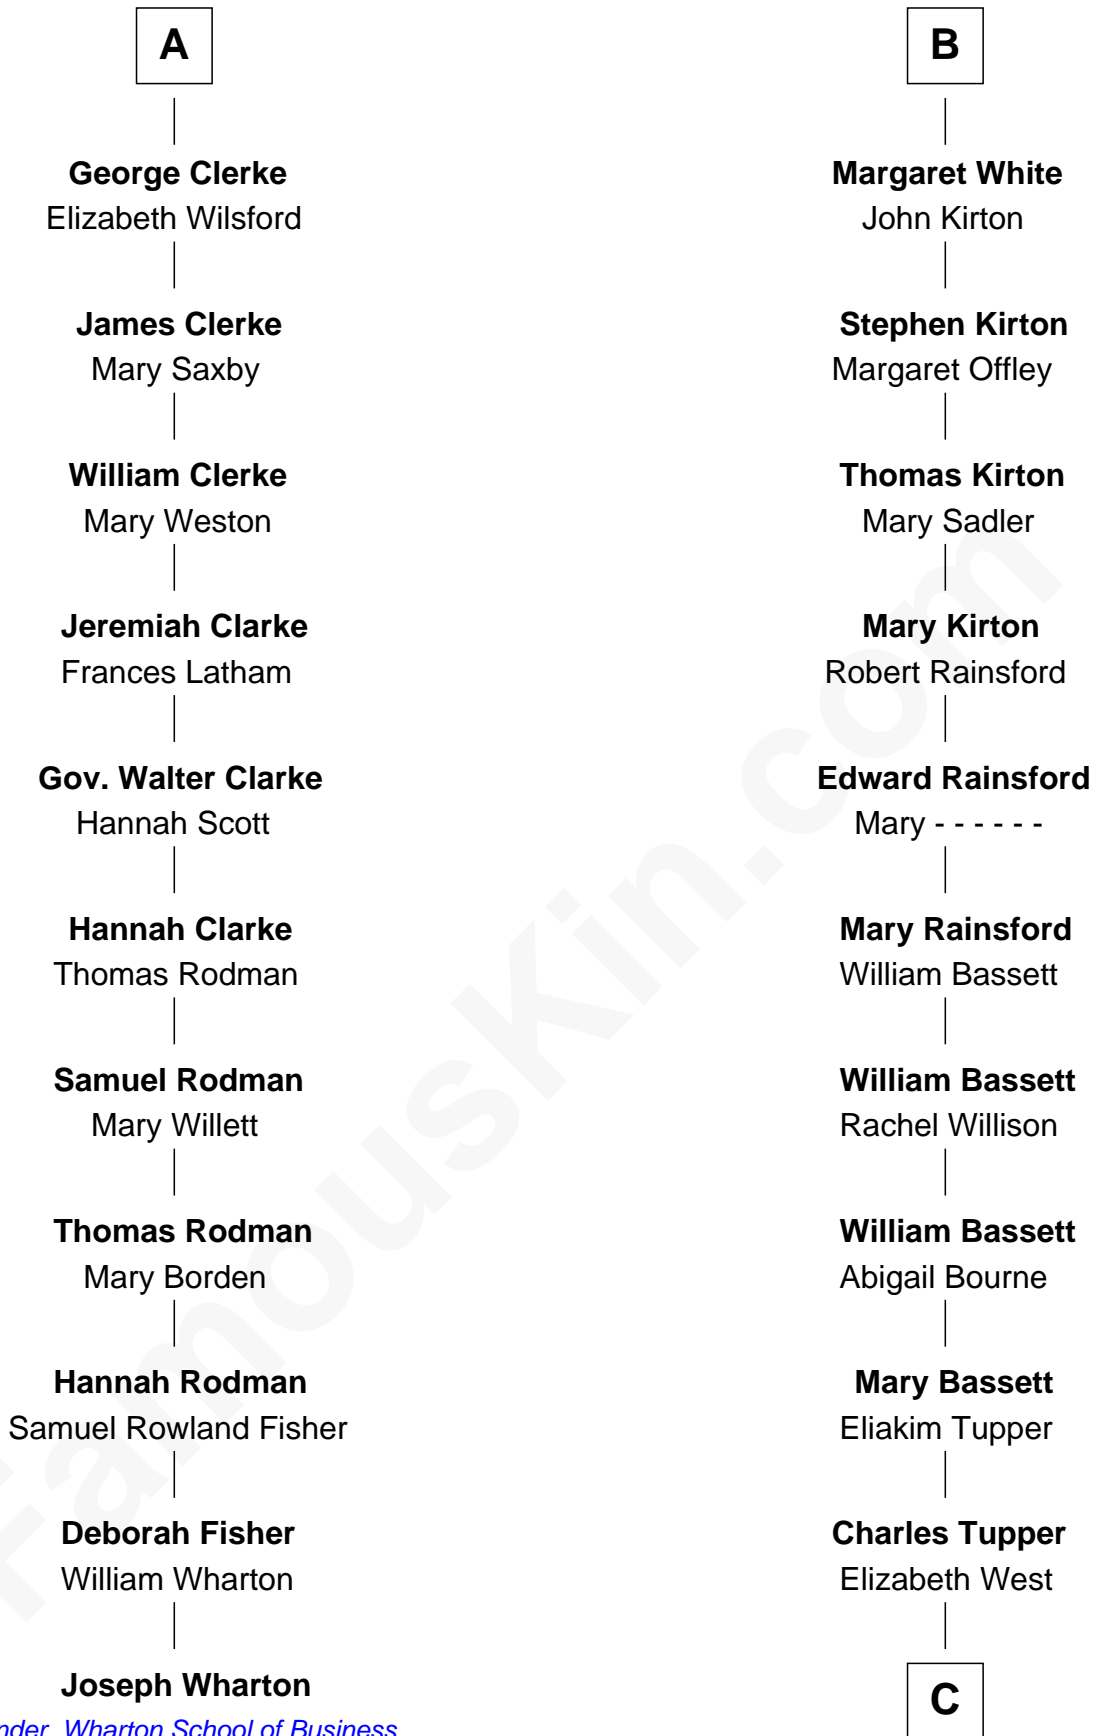 A
George Clerke
Elizabeth Wilsford
James Clerke
Mary Saxby
William Clerke
Mary Weston
Jeremiah Clarke
Frances Latham
Gov. Walter Clarke
Hannah Scott
Hannah Clarke
Thomas Rodman
Samuel Rodman
Mary Willett
Thomas Rodman
Mary Borden
Hannah Rodman
Samuel Rowland Fisher
Deborah Fisher
William Wharton
Joseph Wharton
Wharton School of Business
B
Margaret White
John Kirton
Stephen Kirton
Margaret Offley
Thomas Kirton
Mary Sadler
Mary Kirton
Robert Rainsford
Edward Rainsford
Mary - - - - - -
Mary Rainsford
William Bassett
William Bassett
Rachel Willison
William Bassett
Abigail Bourne
Mary Bassett
Eliakim Tupper
Charles Tupper
Elizabeth West
C
FamousKin.com